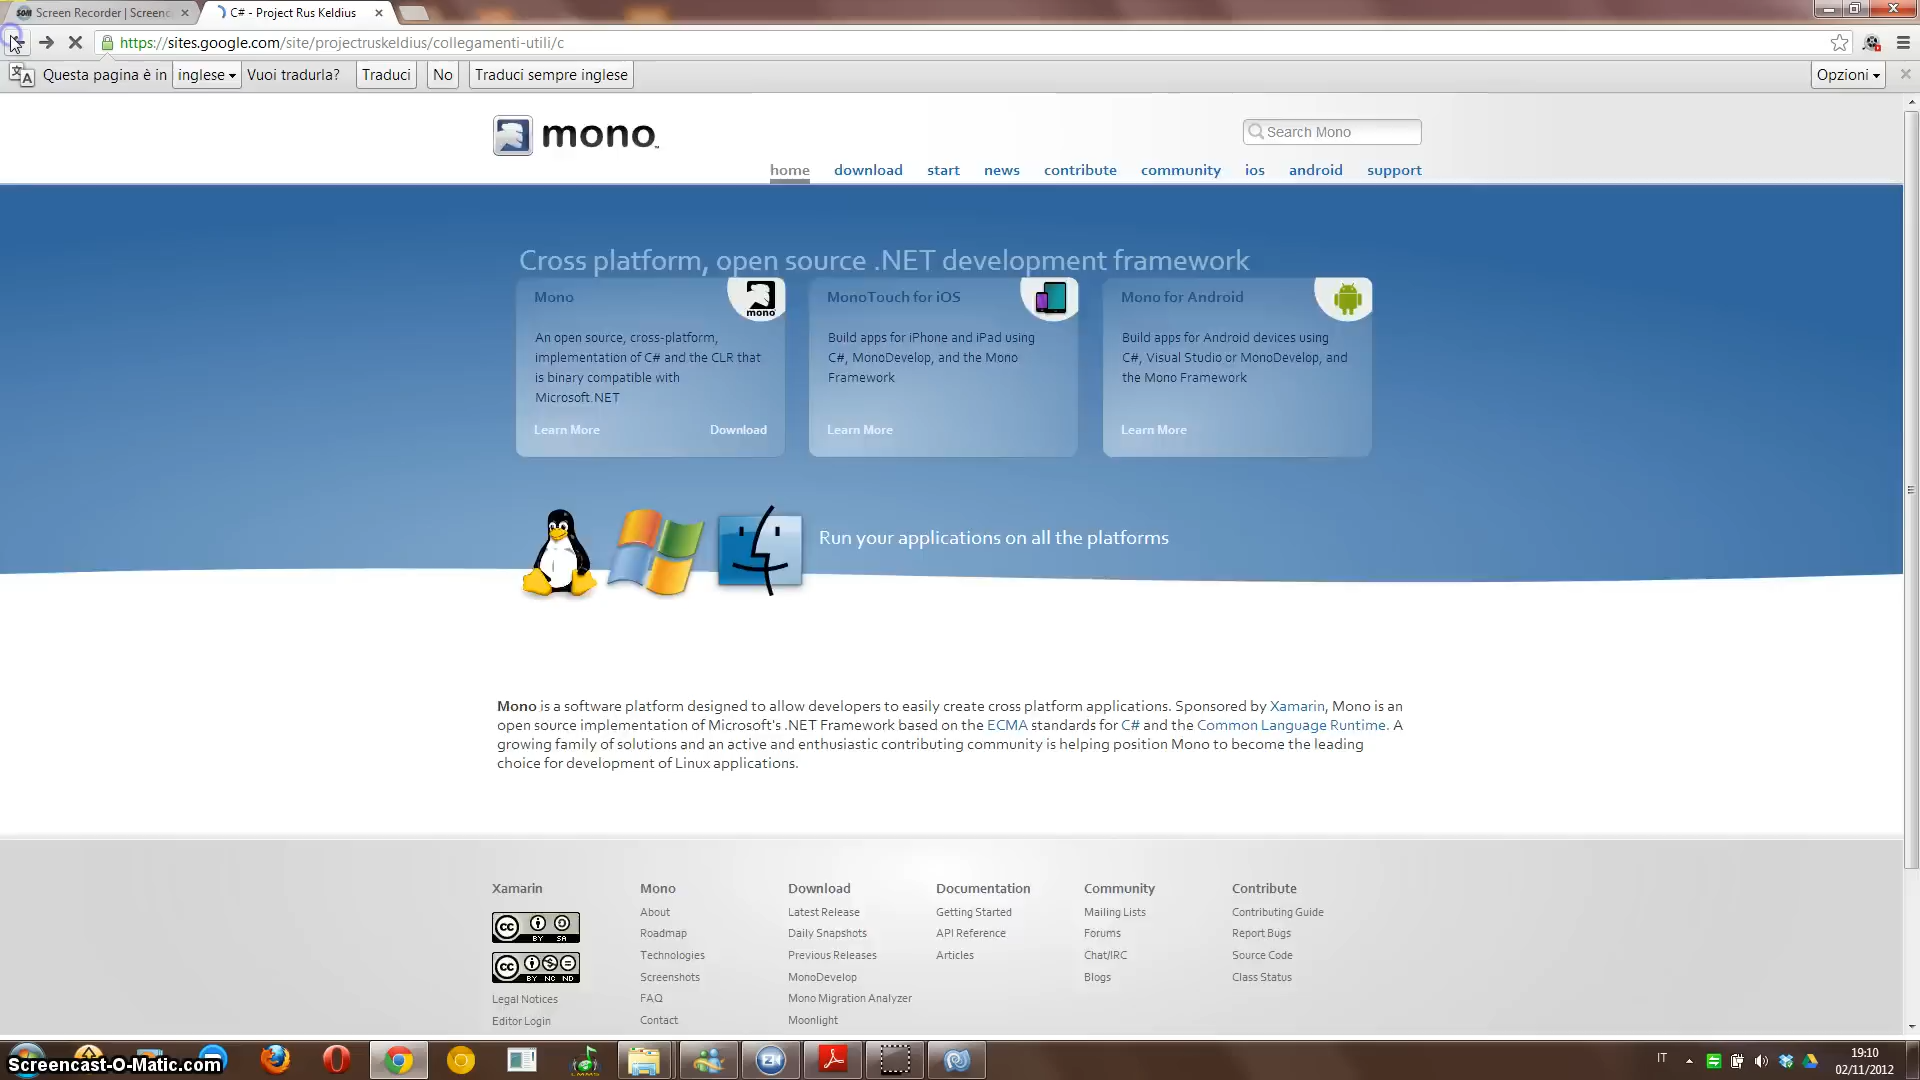 Screen Recorder | Screenc
C# - Project Rus Keldius
https://sites.google.com/site/projectruskeldius/collegamenti-utili/c
Questa pagina è in inglese Vuoi tradurla? Traduci No Traduci sempre inglese Opzioni
mono
Search Mono
home download start news contribute community ios android support
Cross platform, open source .NET development framework
Mono
mono
An open source, cross-platform,
implementation of C# and the CLR that
is binary compatible with
Microsoft.NET
Learn More Download
MonoTouch for iOS
Build apps for iPhone and iPad using
C#, MonoDevelop, and the Mono
Framework
Learn More
Mono for Android
Build apps for Android devices using
C#, Visual Studio or MonoDevelop, and
the Mono Framework
Learn More
Run your applications on all the platforms
Mono is a software platform designed to allow developers to easily create cross platform applications. Sponsored by Xamarin, Mono is an
open source implementation of Microsoft's .NET Framework based on the ECMA standards for C# and the Common Language Runtime. A
growing family of solutions and an active and enthusiastic contributing community is helping position Mono to become the leading
choice for development of Linux applications.
Xamarin
cc BY SA
cc BY NC ND
Legal Notices
Editor Login
Mono
About
Roadmap
Technologies
Screenshots
FAQ
Contact
Download
Latest Release
Daily Snapshots
Previous Releases
MonoDevelop
Mono Migration Analyzer
Moonlight
Documentation
Getting Started
API Reference
Articles
Community
Mailing Lists
Forums
Chat/IRC
Blogs
Contribute
Contributing Guide
Report Bugs
Source Code
Class Status
Screencast-O-Matic.com
LMMS
IT
19:10
02/11/2012